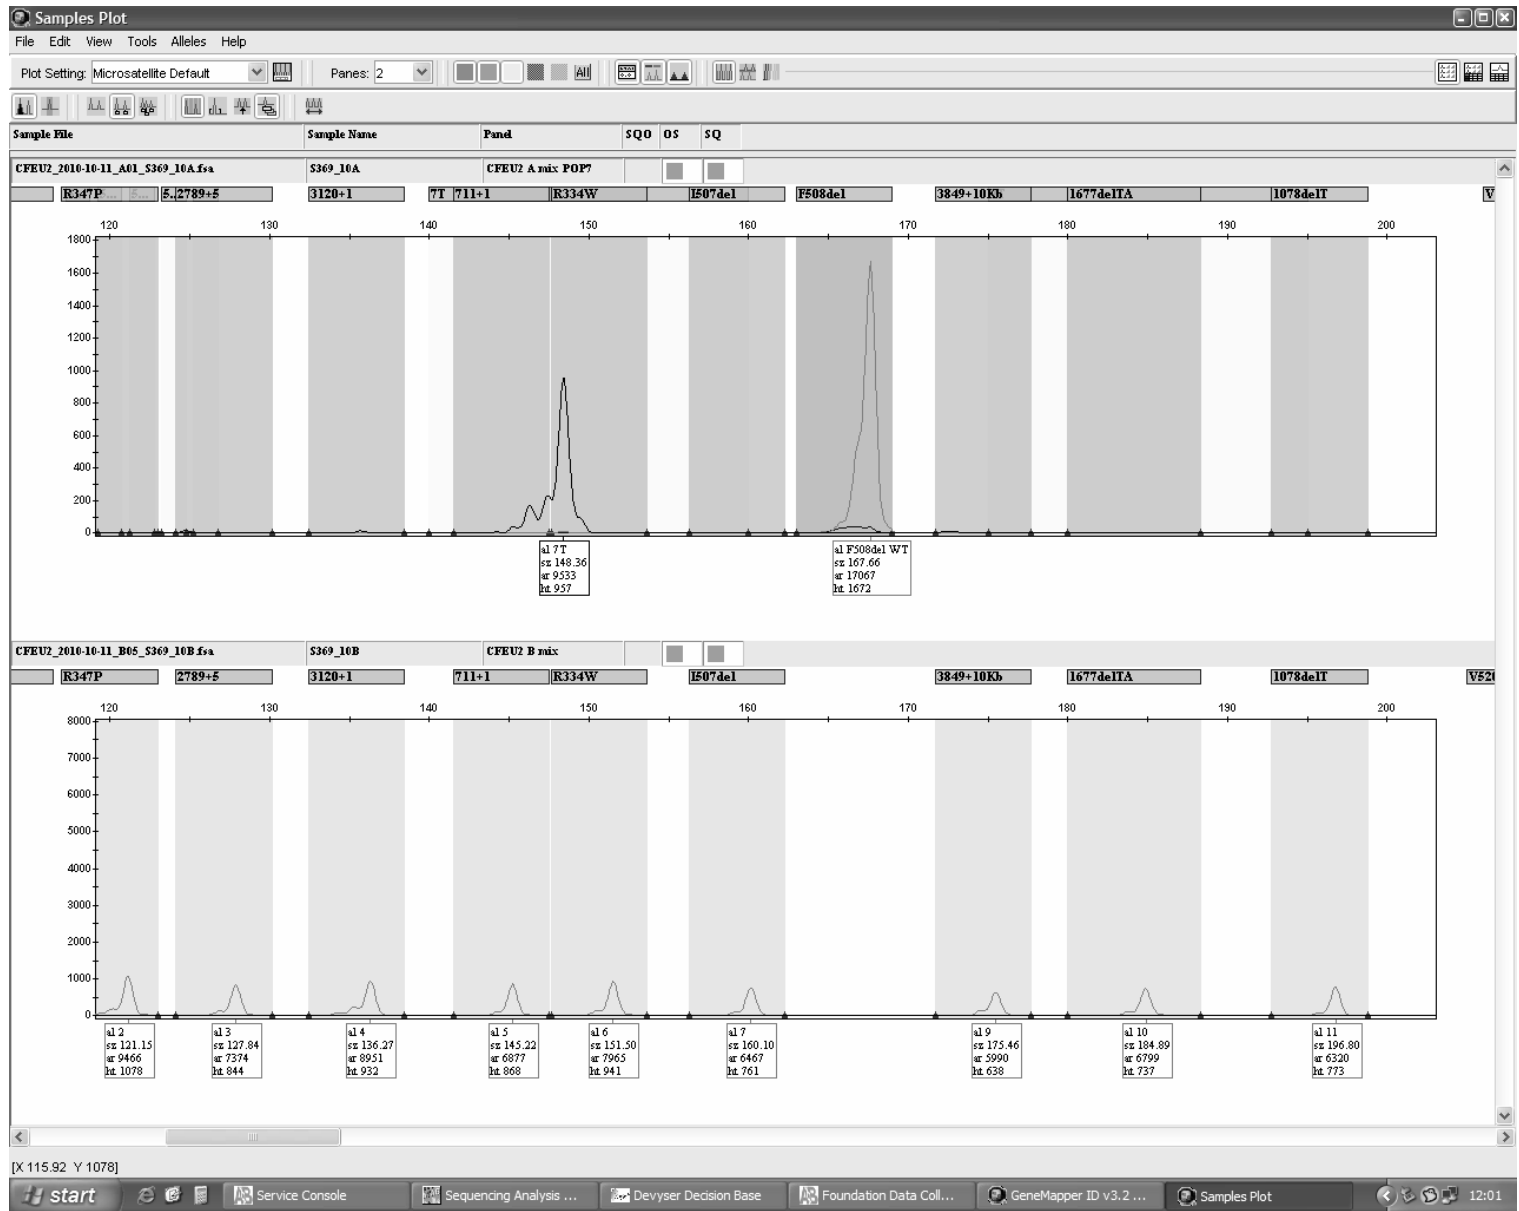 Samples Plot
File Edit View Tools Alleles Help
Plot Setting: Microsatellite Default Panes: 2 All
Sample File Sample Name Panel SQO OS SQ
CFEU2_2010-10-11_A01_S369_10A.fsa S369_10A CFEU2 A mix POP7
R347P... 5... 5..2789+5 3120+1 7T 711+1 R334W I507del F508del 3849+10Kb 1677delTA 1078delT V
120 130 140 150 160 170 180 190 200
1800
1600
1400
1200
1000
800
600
400
200
0
al 7T al F508del WT
sz 148.36 sz 167.66
ar 9533 ar 17067
ht 957 ht 1672
CFEU2_2010-10-11_B05_S369_10B.fsa S369_10B CFEU2 B mix
R347P 2789+5 3120+1 711+1 R334W I507del 3849+10Kb 1677delTA 1078delT V520
120 130 140 150 160 170 180 190 200
8000
7000
6000
5000
4000
3000
2000
1000
0
al 2 al 3 al 4 al 5 al 6 al 7 al 9 al 10 al 11
sz 121.15 sz 127.84 sz 136.27 sz 145.22 sz 151.50 sz 160.10 sz 175.46 sz 184.89 sz 196.80
ar 9466 ar 7374 ar 8951 ar 6877 ar 7965 ar 6467 ar 5990 ar 6799 ar 6320
ht 1078 ht 844 ht 932 ht 868 ht 941 ht 761 ht 638 ht 737 ht 773
[X 115.92 Y 1078]
start Service Console Sequencing Analysis ... Devyser Decision Base Foundation Data Coll... GeneMapper ID v3.2 ... Samples Plot 12:01